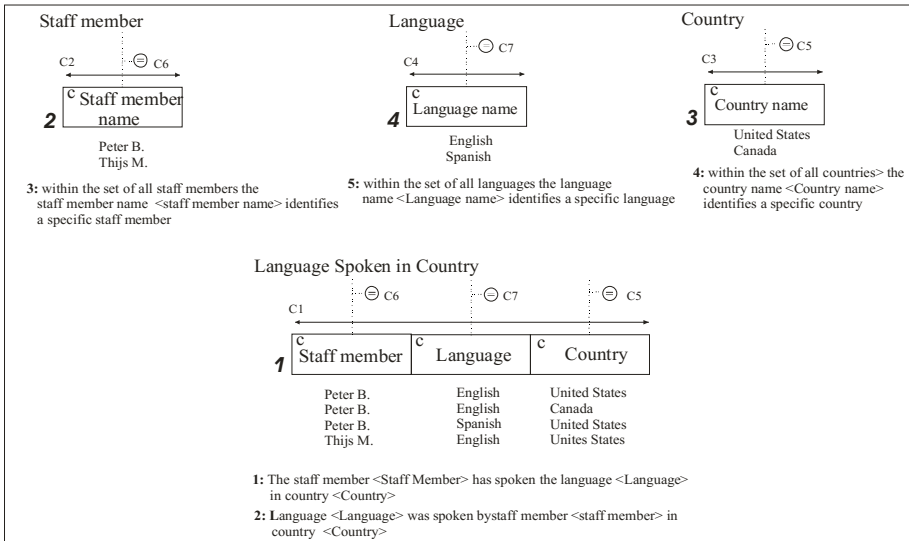 Staff member
C2
= C6
c Staff member
name
2
Peter B.
Thijs M.
3: within the set of all staff members the
staff member name <staff member name> identifies
a specific staff member
Language
= C7
C4
c
Language name
4
English
Spanish
5: within the set of all languages the language
name <Language name> identifies a specific language
Country
= C5
C3
c
Country name
3
United States
Canada
4: within the set of all countries> the
country name <Country name>
identifies a specific country
Language Spoken in Country
= C6 = C7 = C5
C1
c c c
1 Staff member Language Country
Peter B. English United States
Peter B. English Canada
Peter B. Spanish United States
Thijs M. English Unites States
1: The staff member <Staff Member> has spoken the language <Language>
in country <Country>
2: Language <Language> was spoken bystaff member <staff member> in
country <Country>